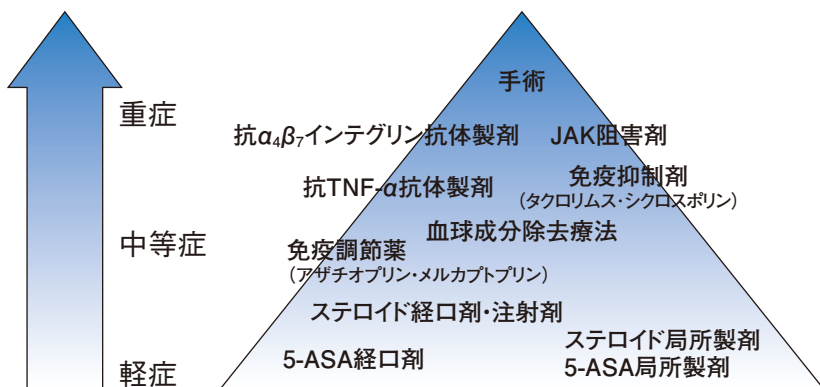 手術
重症
抗α₄β₇インテグリン抗体製剤
JAK阻害剤
抗TNF-α抗体製剤
免疫抑制剤
(タクロリムス・シクロスポリン)
血球成分除去療法
中等症
免疫調節薬
(アザチオプリン・メルカプトプリン)
ステロイド経口剤・注射剤
ステロイド局所製剤
5-ASA経口剤
5-ASA局所製剤
軽症